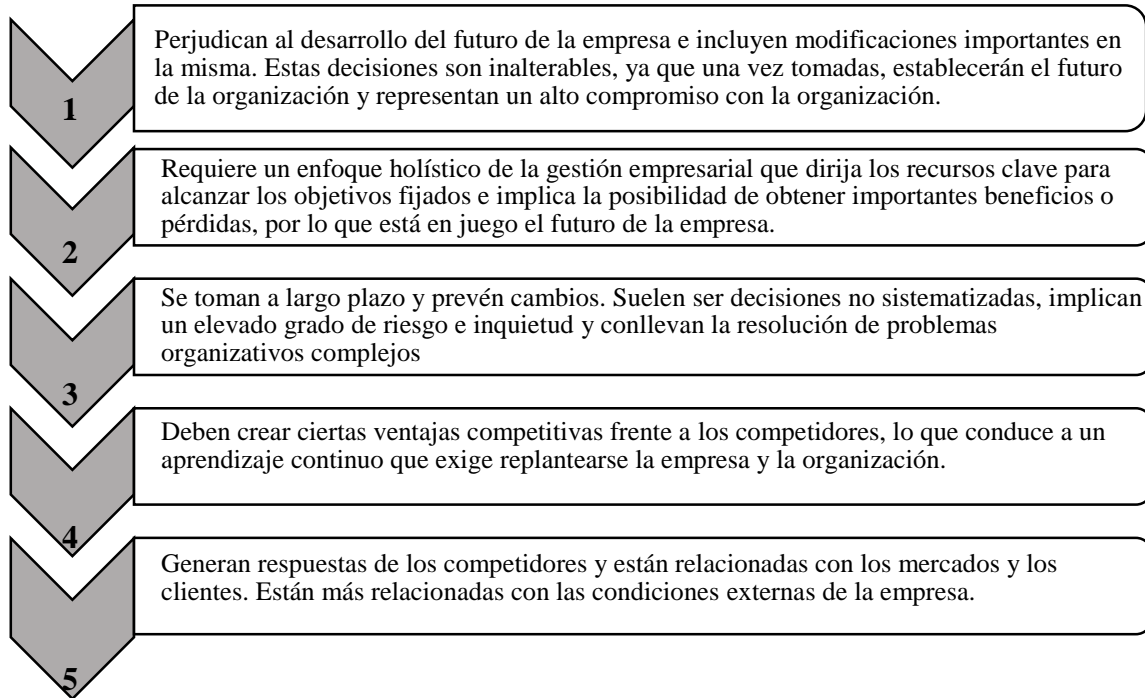 Perjudican al desarrollo del futuro de la empresa e incluyen modificaciones importantes en
la misma. Estas decisiones son inalterables, ya que una vez tomadas, establecerán el futuro
de la organización y representan un alto compromiso con la organización.
1
Requiere un enfoque holístico de la gestión empresarial que dirija los recursos clave para
alcanzar los objetivos fijados e implica la posibilidad de obtener importantes beneficios o
pérdidas, por lo que está en juego el futuro de la empresa.
2
Se toman a largo plazo y prevén cambios. Suelen ser decisiones no sistematizadas, implican
un elevado grado de riesgo e inquietud y conllevan la resolución de problemas
organizativos complejos
3
Deben crear ciertas ventajas competitivas frente a los competidores, lo que conduce a un
aprendizaje continuo que exige replantearse la empresa y la organización.
4
Generan respuestas de los competidores y están relacionadas con los mercados y los
clientes. Están más relacionadas con las condiciones externas de la empresa.
5